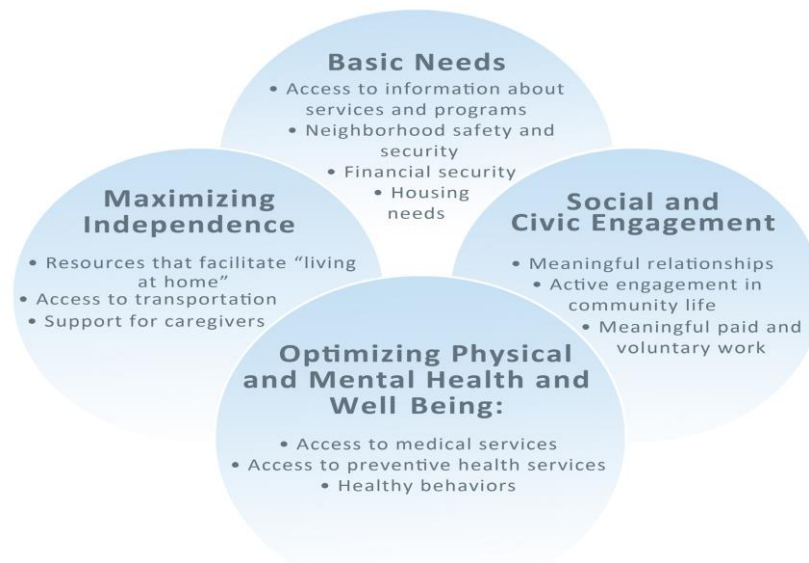 Basic Needs
• Access to information about
services and programs
• Neighborhood safety and
security
• Financial security
• Housing
needs
Maximizing
Independence
• Resources that facilitate “living
at home”
• Access to transportation
• Support for caregivers
Social and
Civic Engagement
• Meaningful relationships
• Active engagement in
community life
• Meaningful paid and
voluntary work
Optimizing Physical
and Mental Health and
Well Being:
• Access to medical services
• Access to preventive health services
• Healthy behaviors